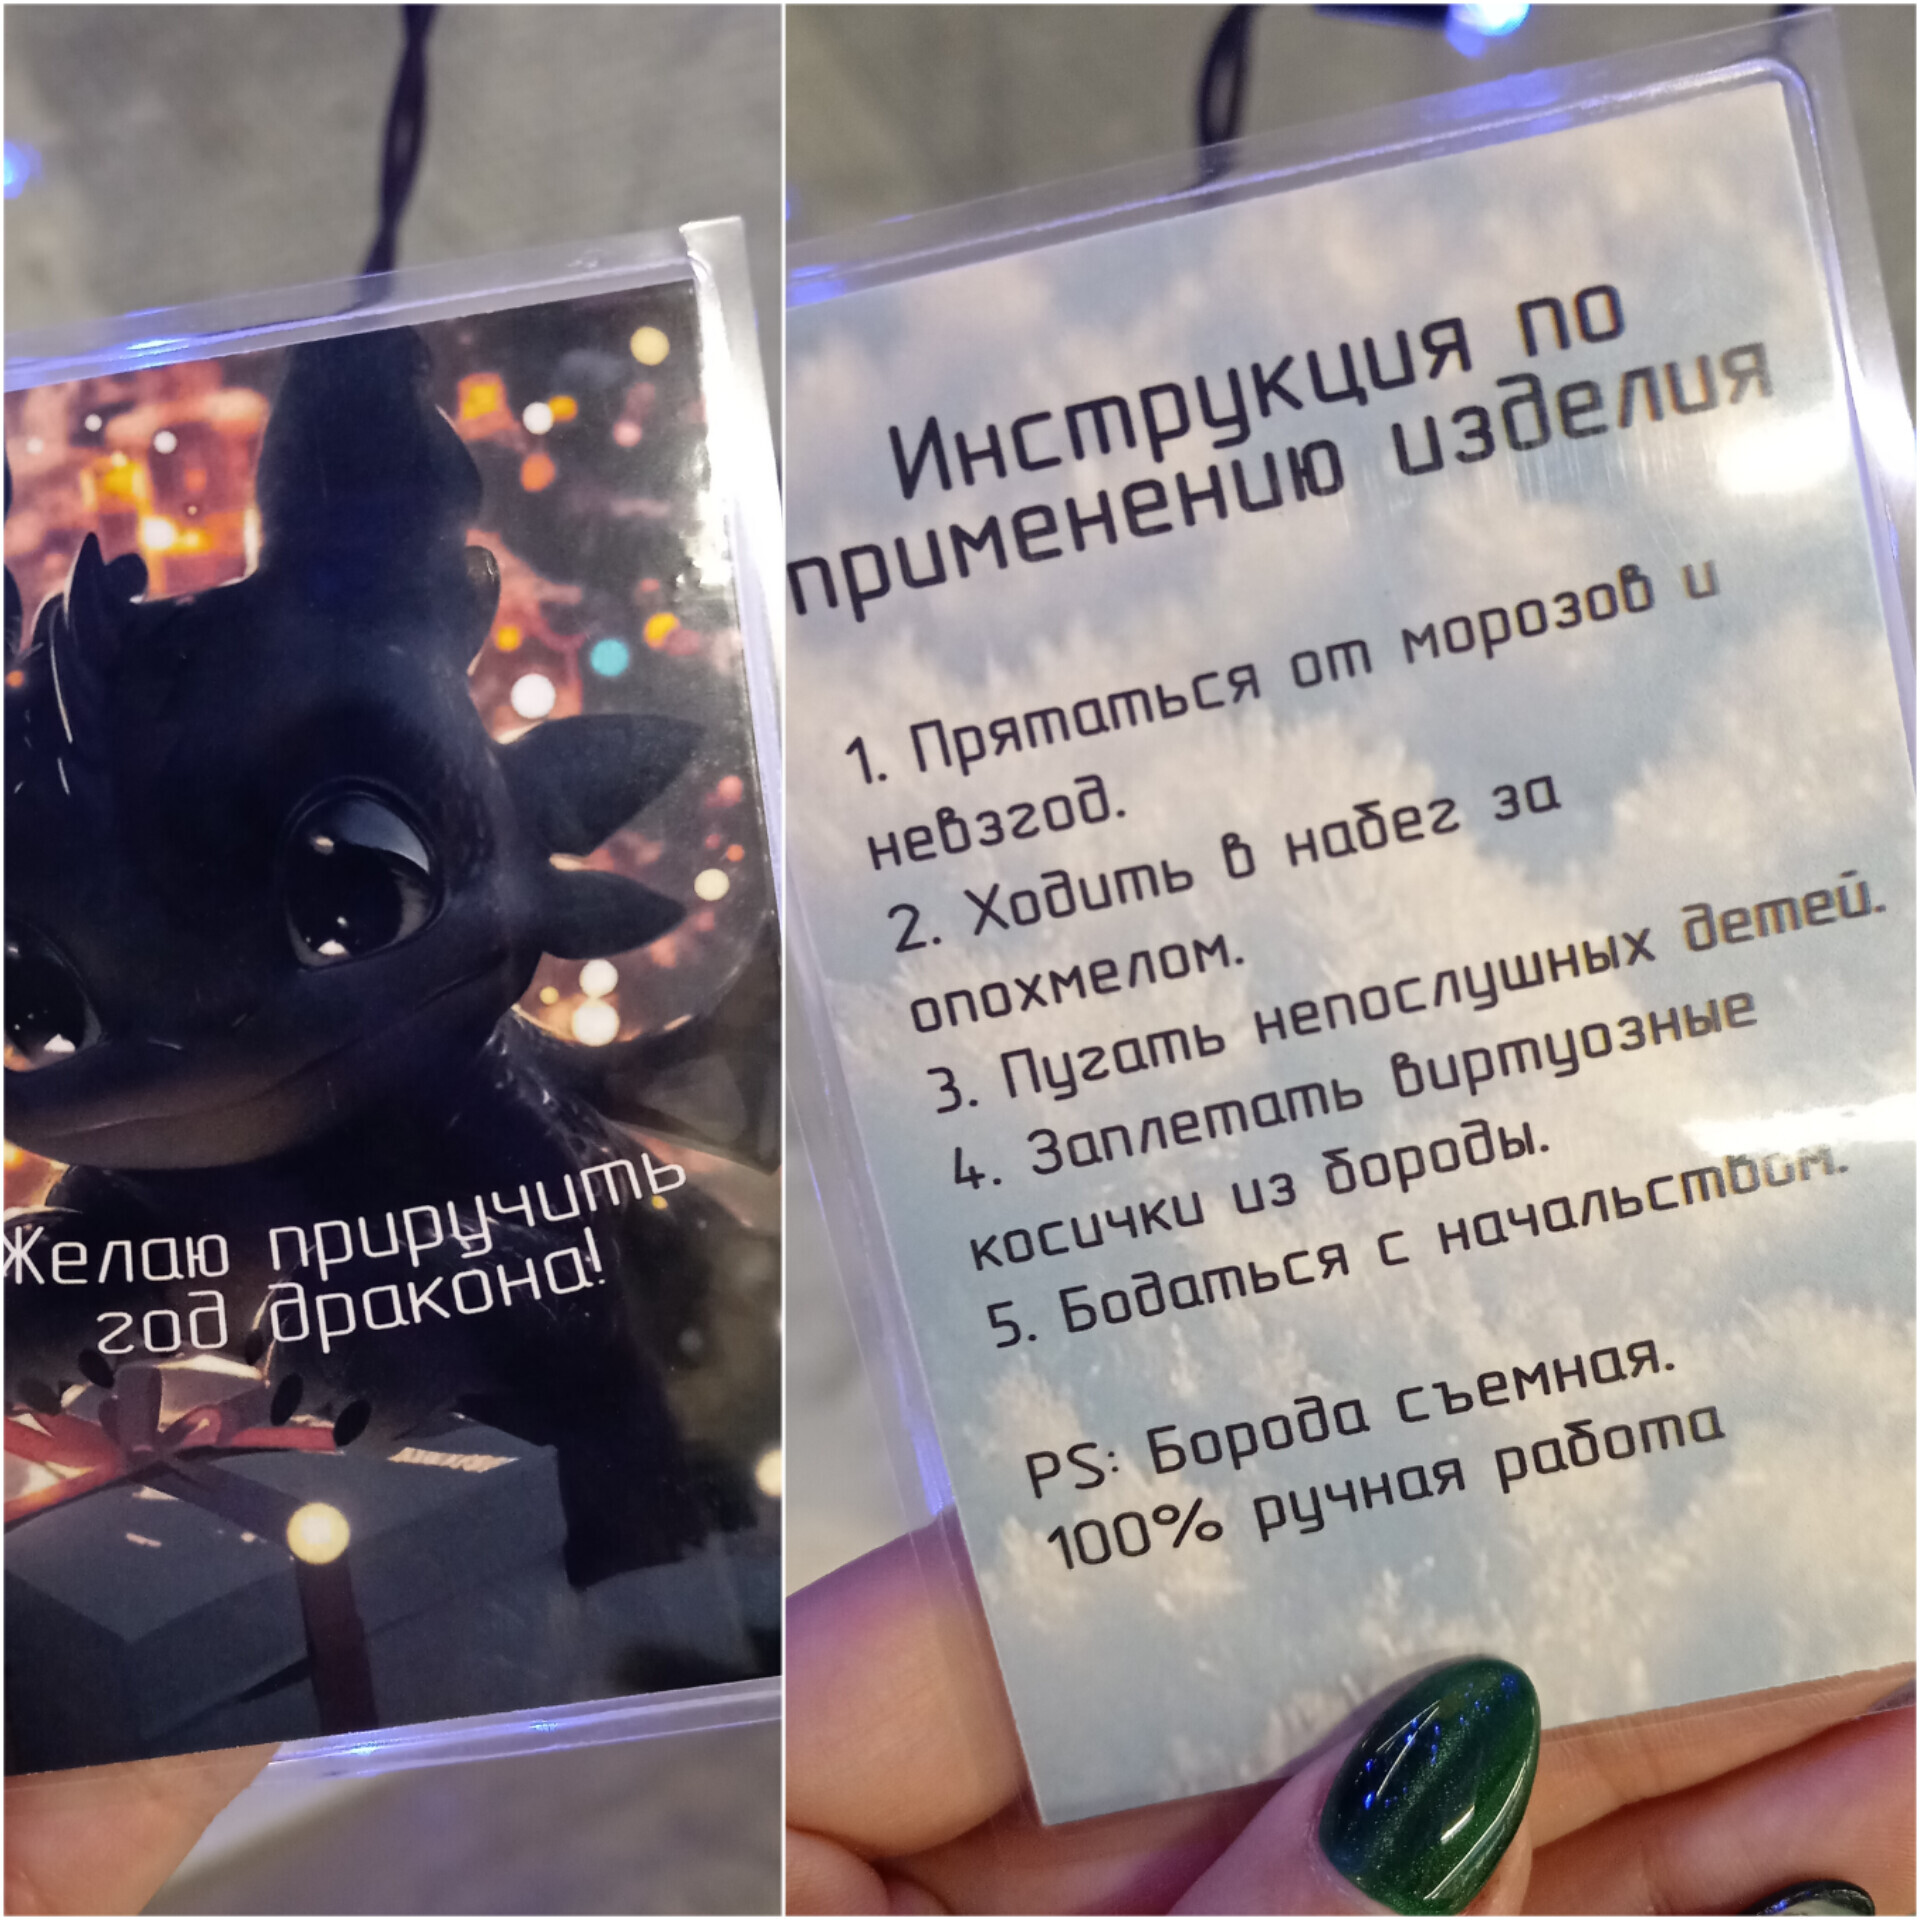 Желаю приручить
год дракона!
Инструкция по
применению изделия
1. Прятаться от морозов и
невзгод.
2. Ходить в набег за
опохмелом.
3. Пугать непослушных детей.
4. Заплетать виртуозные
косички из бороды.
5. Бодаться с начальством.
PS: Борода съемная.
100% ручная работа